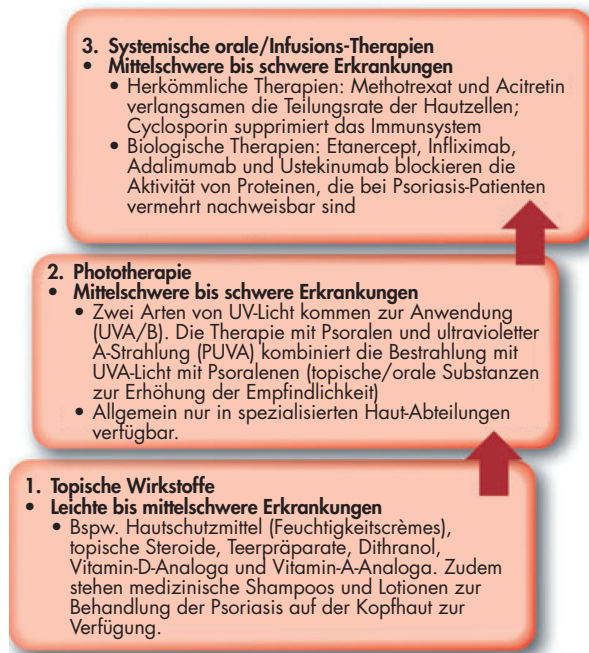 3. Systemische orale/Infusions-Therapien
• Mittelschwere bis schwere Erkrankungen
• Herkömmliche Therapien: Methotrexat und Acitretin
verlangsamen die Teilungsrate der Hautzellen;
Cyclosporin supprimiert das Immunsystem
• Biologische Therapien: Etanercept, Infliximab,
Adalimumab und Ustekinumab blockieren die
Aktivität von Proteinen, die bei Psoriasis-Patienten
vermehrt nachweisbar sind
2. Phototherapie
• Mittelschwere bis schwere Erkrankungen
• Zwei Arten von UV-Licht kommen zur Anwendung
(UVA/B). Die Therapie mit Psoralen und ultravioletter
A-Strahlung (PUVA) kombiniert die Bestrahlung mit
UVA-Licht mit Psoralenen (topische/orale Substanzen
zur Erhöhung der Empfindlichkeit)
• Allgemein nur in spezialisierten Haut-Abteilungen
verfügbar.
1. Topische Wirkstoffe
• Leichte bis mittelschwere Erkrankungen
• Bspw. Hautschutzmittel (Feuchtigkeitscrèmes),
topische Steroide, Teerpräparate, Dithranol,
Vitamin-D-Analoga und Vitamin-A-Analoga. Zudem
stehen medizinische Shampoos und Lotionen zur
Behandlung der Psoriasis auf der Kopfhaut zur
Verfügung.